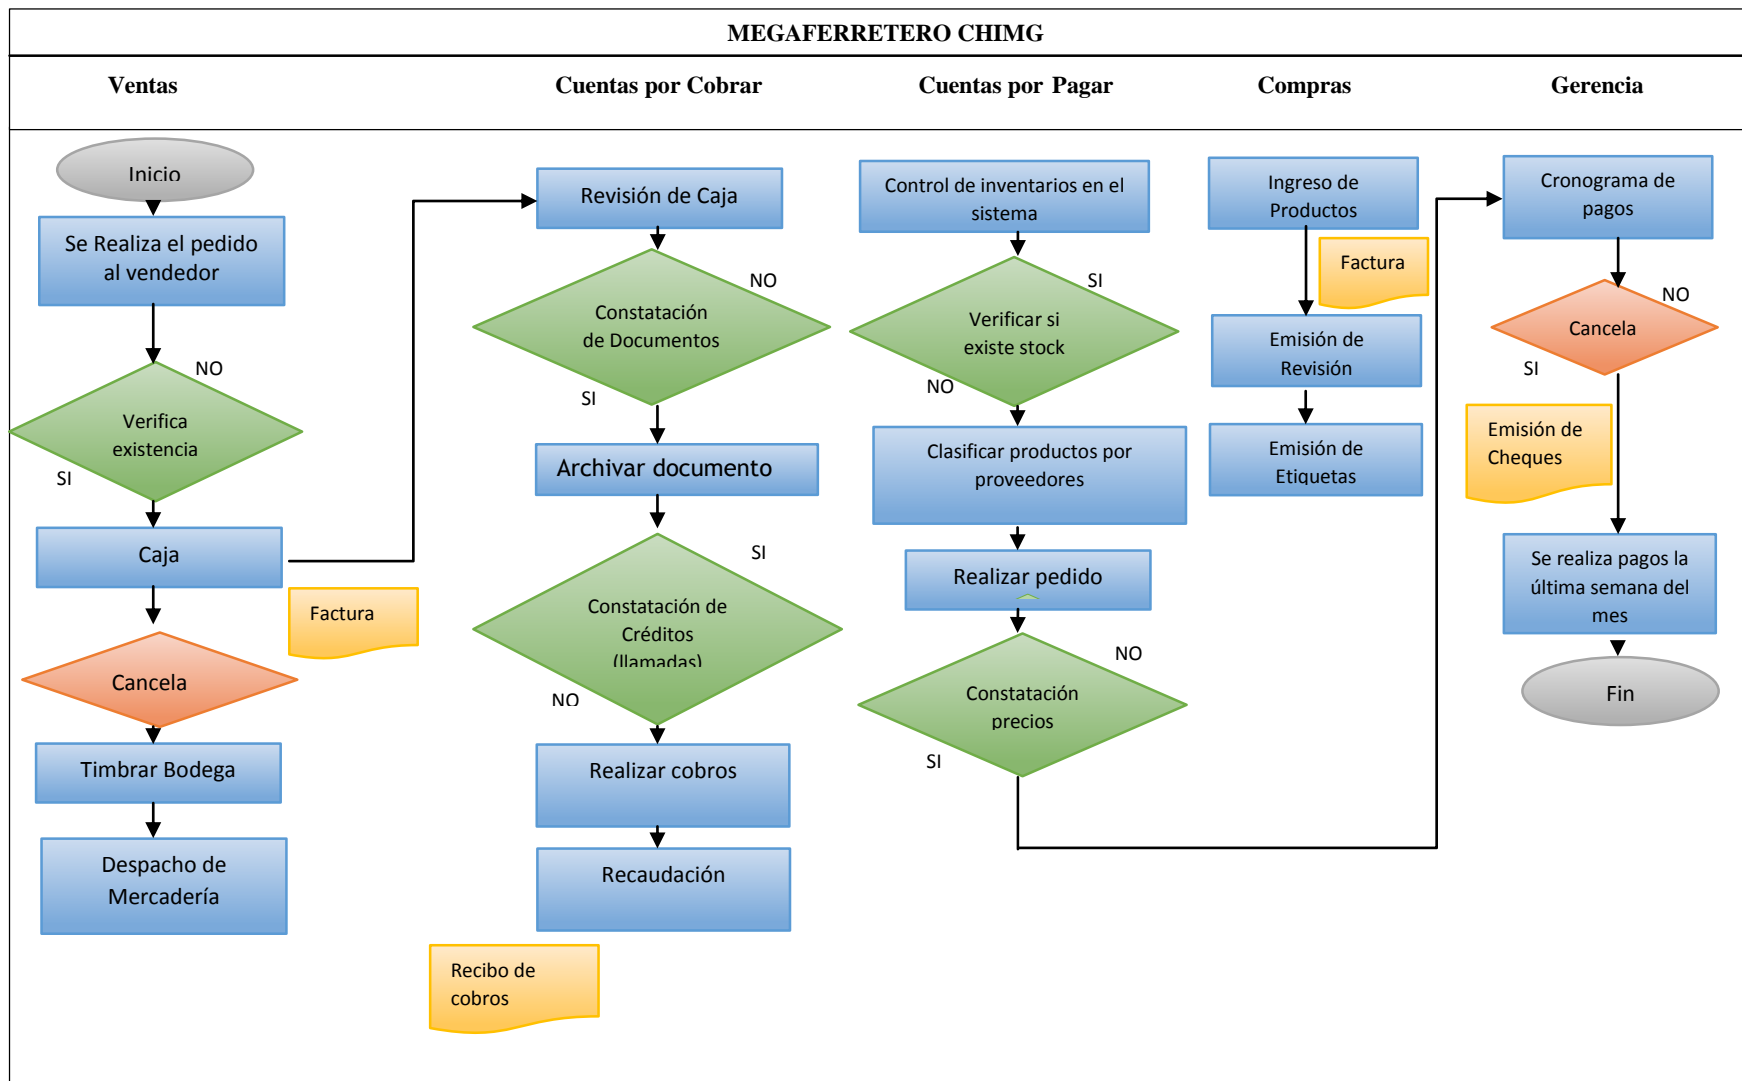 MEGAFERRETERO CHIMG
Ventas
Cuentas por Cobrar
Cuentas por Pagar
Compras
Gerencia
Inicio
Se Realiza el pedido
al vendedor
NO
Verifica
existencia
SI
Caja
Factura
Cancela
Timbrar Bodega
Despacho de
Mercadería
Revisión de Caja
NO
Constatación
de Documentos
SI
Archivar documento
SI
Constatación de
Créditos
(llamadas)
NO
Realizar cobros
Recaudación
Recibo de
cobros
Control de inventarios en el
sistema
SI
Verificar si
existe stock
NO
Clasificar productos por
proveedores
Realizar pedido
NO
Constatación
precios
SI
Ingreso de
Productos
Factura
Emisión de
Revisión
Emisión de
Etiquetas
Cronograma de
pagos
NO
Cancela
SI
Emisión de
Cheques
Se realiza pagos la
última semana del
mes
Fin